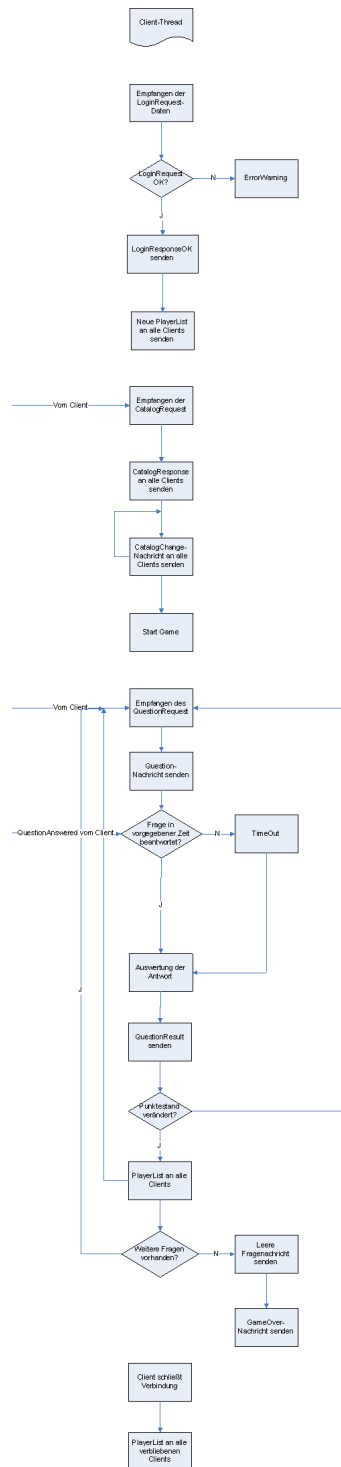 Client-Thread
Empfangen der
LoginRequest-
Daten
LoginRequest
OK?
N
ErrorWarning
J
LoginResponseOK
senden
Neue PlayerList
an alle Clients
senden
Vom Client
Empfangen der
CatalogRequest
CatalogResponse
an alle Clients
senden
CatalogChange-
Nachricht an alle
Clients senden
Start Game
Vom Client
Empfangen des
QuestionRequest
Question-
Nachricht senden
QuestionAnswered vom Client
Frage in
vorgegebener Zeit
beantwortet?
N
TimeOut
J
Auswertung der
Antwort
J
QuestionResult
senden
Punktestand
verändert?
J
PlayerList an alle
Clients
Weitere Fragen
vorhanden?
N
Leere
Fragenachricht
senden
GameOver-
Nachricht senden
Client schließt
Verbindung
PlayerList an alle
verbliebenen
Clients